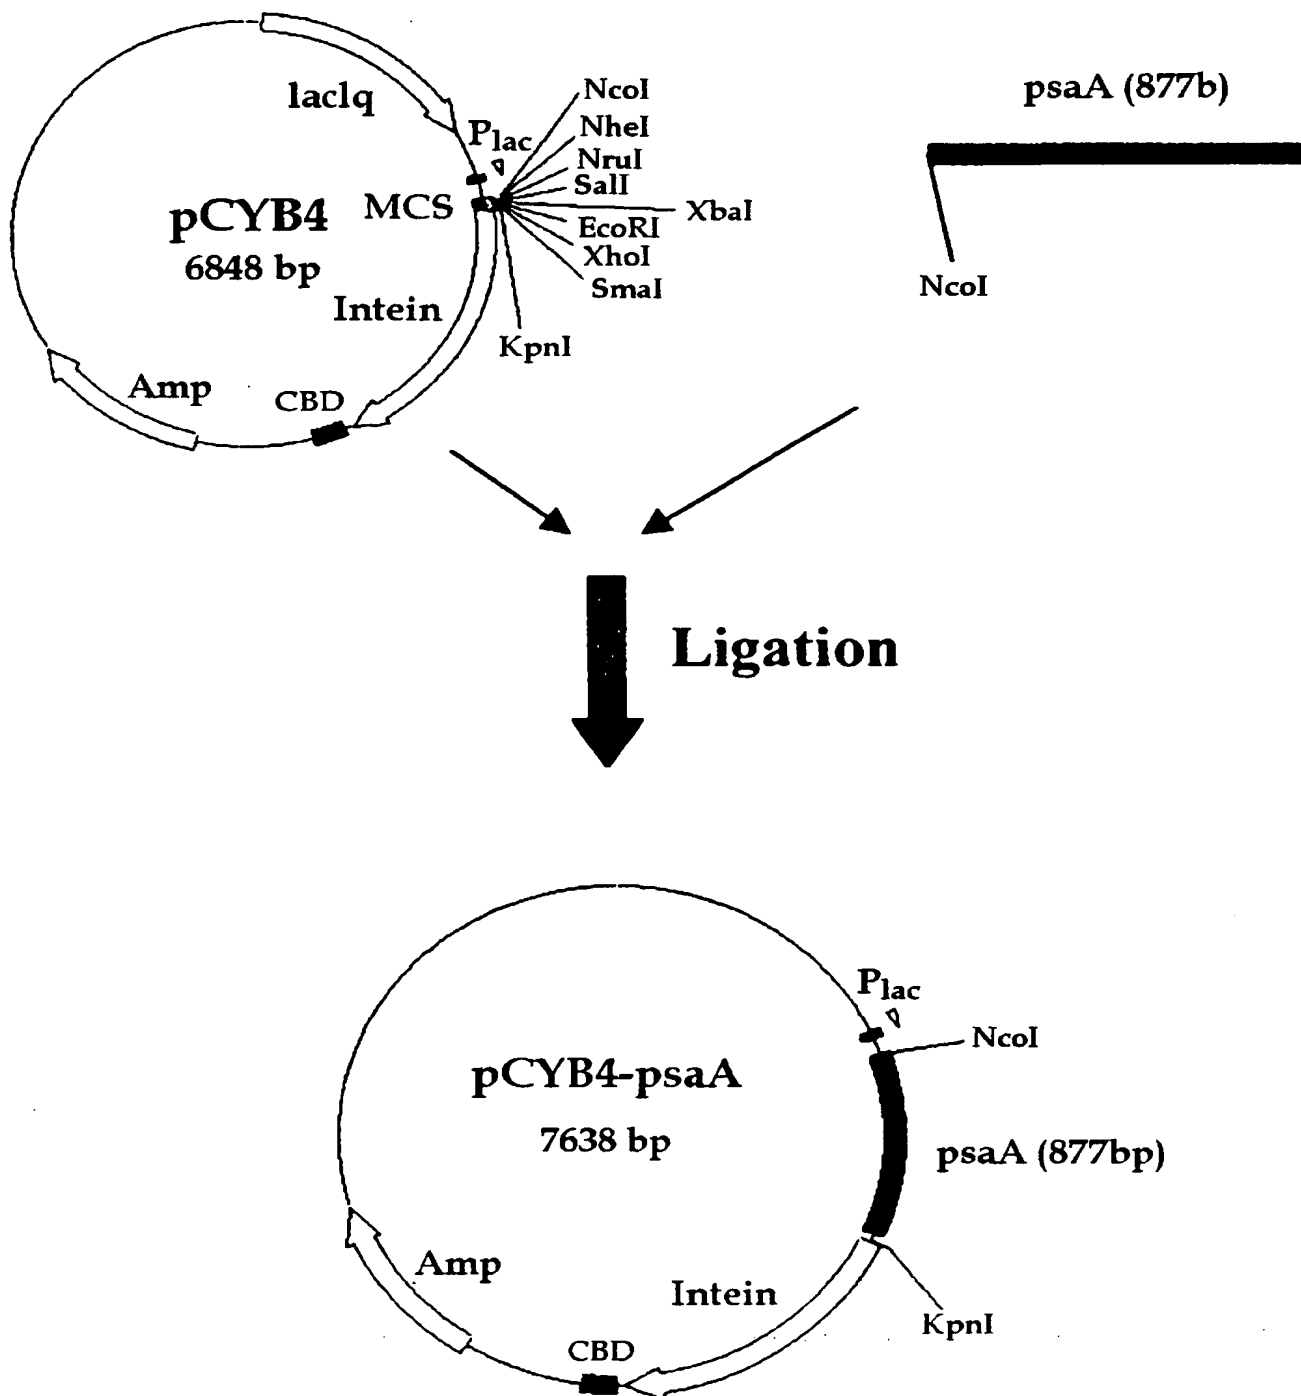 laclq
Plac
pCYB4
6848 bp
MCS
NcoI
NheI
NruI
SalI
XbaI
EcoRI
XhoI
SmaI
KpnI
Intein
CBD
Amp
psaA (877b)
NcoI
Ligation
Plac
NcoI
pCYB4-psaA
7638 bp
psaA (877bp)
KpnI
Intein
CBD
Amp